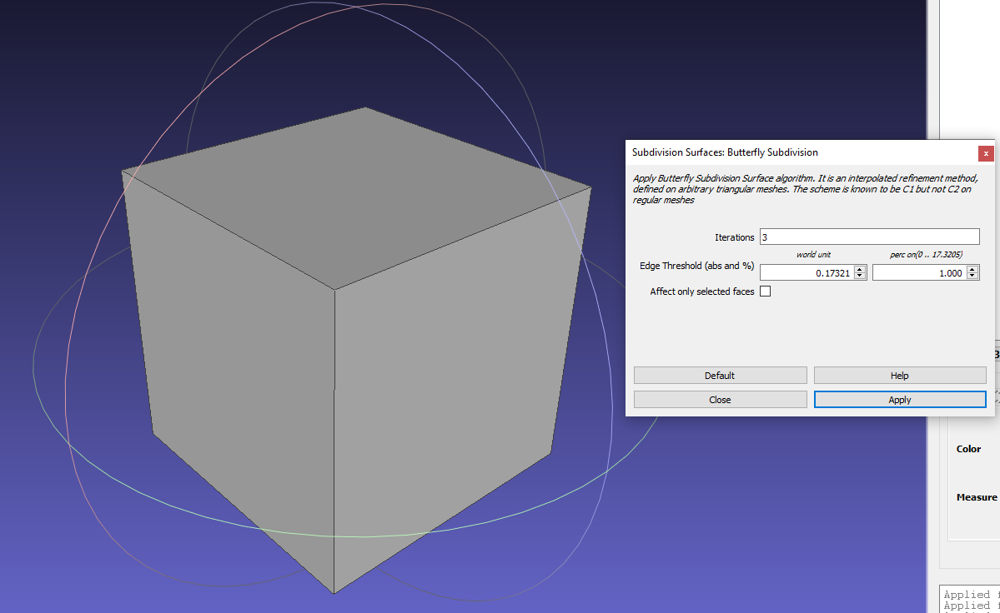 Subdivision Surfaces: Butterfly Subdivision
x
Apply Butterfly Subdivision Surface algorithm. It is an interpolated refinement method,
defined on arbitrary triangular meshes. The scheme is known to be C1 but not C2 on
regular meshes
Iterations 3
world unit perc on(0 .. 17.3205)
Edge Threshold (abs and %) 0.17321 1.000
Affect only selected faces
Default Help
Close Apply
Color
Measure
Applied
Applied